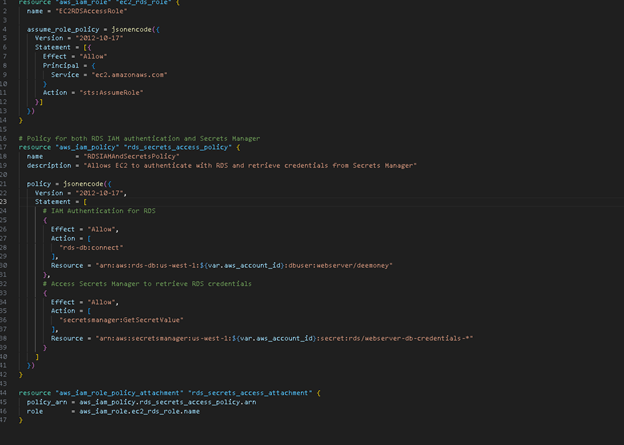 1 resource "aws_iam_role" "ec2_rds_role" {
2   name = "EC2RDSAccessRole"
3
4   assume_role_policy = jsonencode({
5     Version = "2012-10-17"
6     Statement = [{
7       Effect = "Allow"
8       Principal = {
9         Service = "ec2.amazonaws.com"
10       }
11       Action = "sts:AssumeRole"
12     }]
13   })
14 }
15
16 # Policy for both RDS IAM authentication and Secrets Manager
17 resource "aws_iam_policy" "rds_secrets_access_policy" {
18   name        = "RDSIAMAndSecretsPolicy"
19   description = "Allows EC2 to authenticate with RDS and retrieve credentials from Secrets Manager"
20
21   policy = jsonencode({
22     Version = "2012-10-17",
23     Statement = [
24       # IAM Authentication for RDS
25       {
26         Effect = "Allow",
27         Action = [
28           "rds-db:connect"
29         ],
30         Resource = "arn:aws:rds-db:us-west-1:${var.aws_account_id}:dbuser:webserver/deemoney"
31       },
32       # Access Secrets Manager to retrieve RDS credentials
33       {
34         Effect = "Allow",
35         Action = [
36           "secretsmanager:GetSecretValue"
37         ],
38         Resource = "arn:aws:secretsmanager:us-west-1:${var.aws_account_id}:secret:rds/webserver-db-credentials-*"
39       }
40     ]
41   })
42 }
43
44 resource "aws_iam_role_policy_attachment" "rds_secrets_access_attachment" {
45   policy_arn = aws_iam_policy.rds_secrets_access_policy.arn
46   role       = aws_iam_role.ec2_rds_role.name
47 }